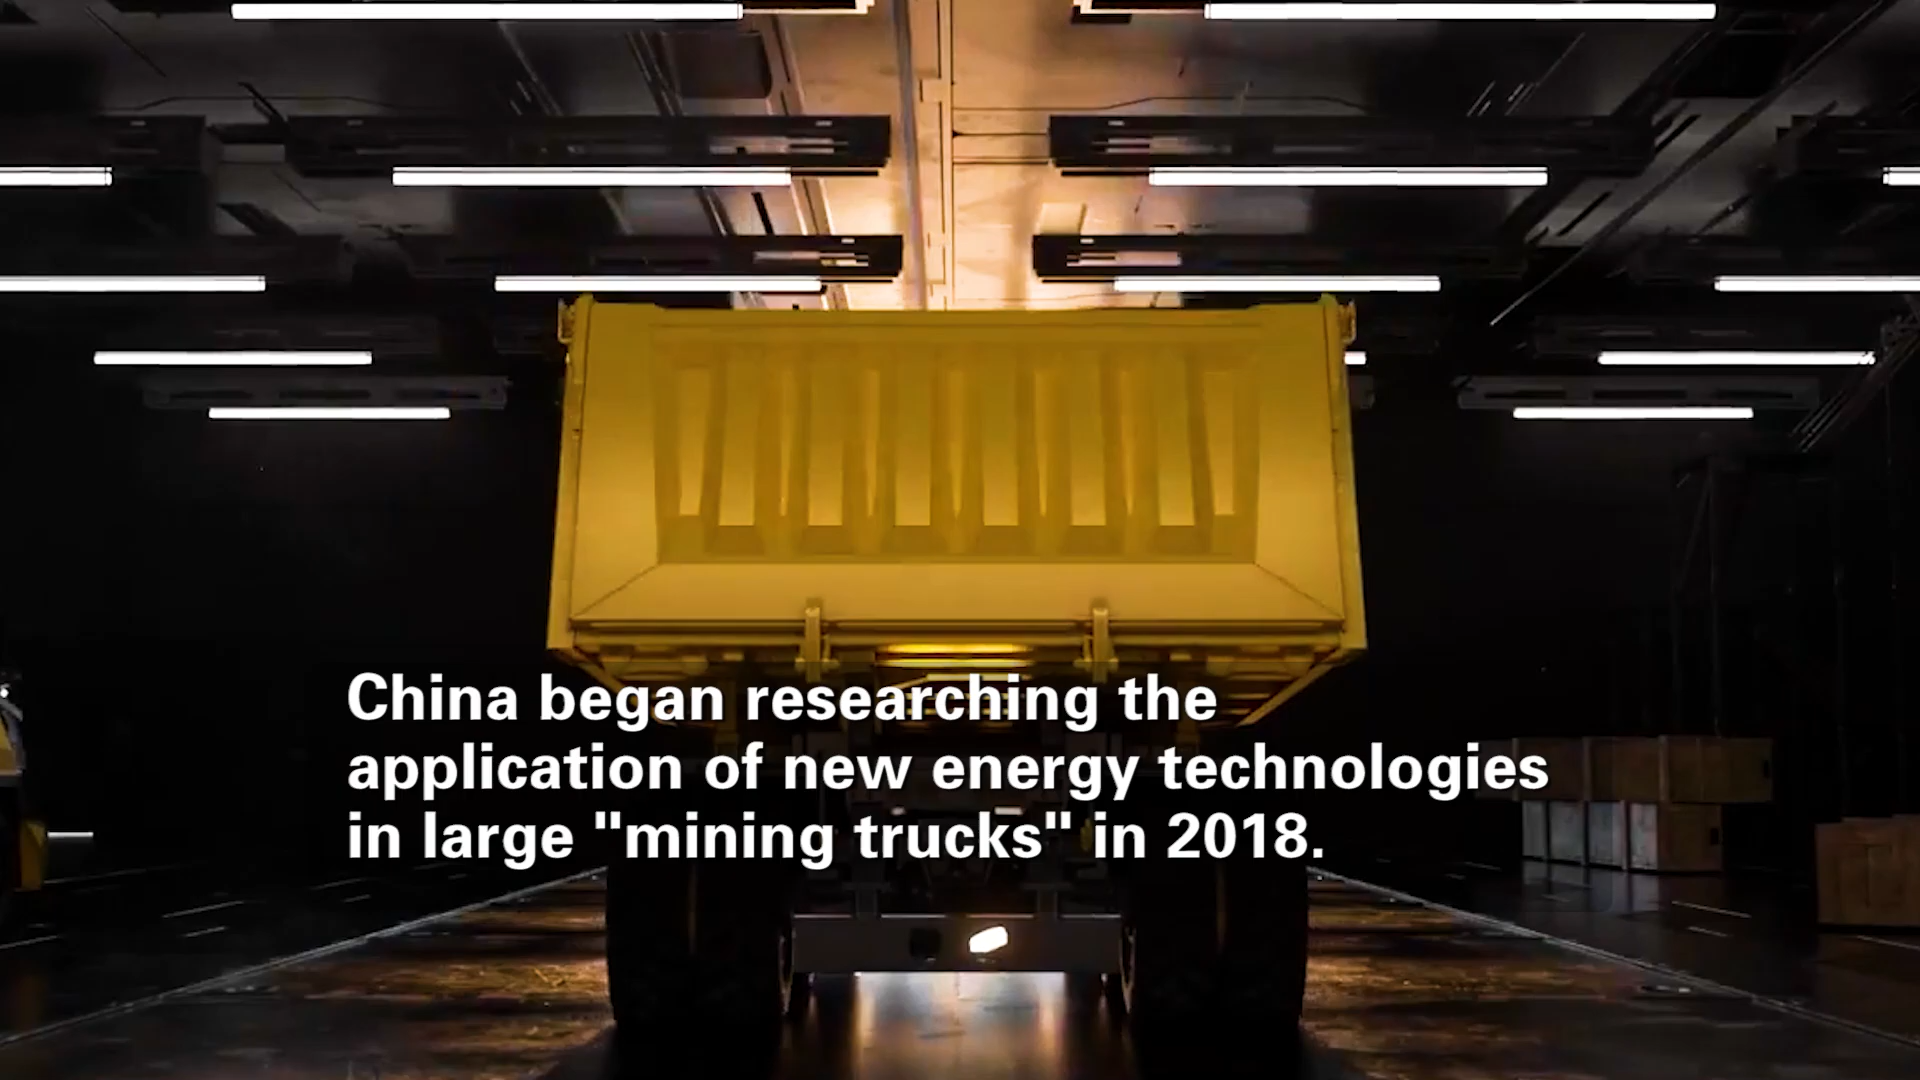 China began researching the
application of new energy technologies
in large "mining trucks" in 2018.